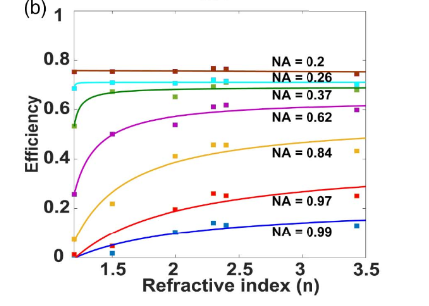 (b)
1
0.8
0.6
0.4
0.2
0
Efficiency
NA = 0.2
NA = 0.26
NA = 0.37
NA = 0.62
NA = 0.84
NA = 0.97
NA = 0.99
1.5 2 2.5 3 3.5
Refractive index (n)